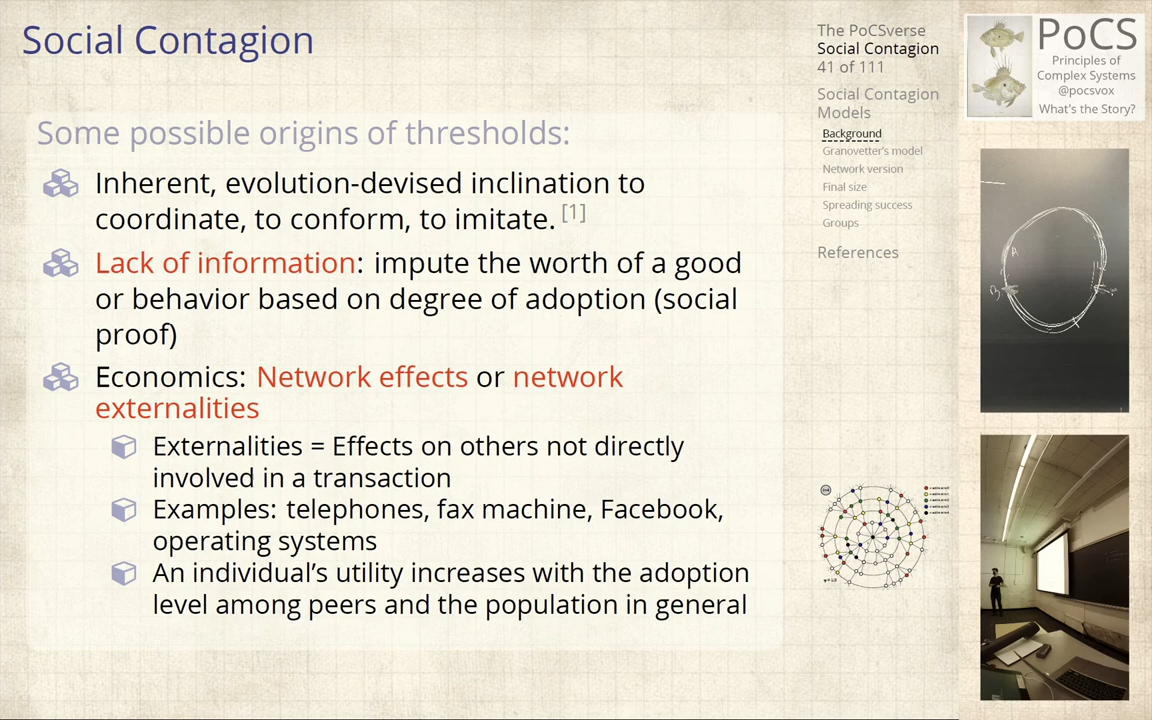 Social Contagion
Some possible origins of thresholds:
Inherent, evolution-devised inclination to
coordinate, to conform, to imitate. [1]
Lack of information: impute the worth of a good
or behavior based on degree of adoption (social
proof)
Economics: Network effects or network
externalities
Externalities = Effects on others not directly
involved in a transaction
Examples: telephones, fax machine, Facebook,
operating systems
An individual’s utility increases with the adoption
level among peers and the population in general
The PoCSverse
Social Contagion
41 of 111
Social Contagion
Models
Background
Granovetter's model
Network version
Final size
Spreading success
Groups
References
PoCS
Principles of
Complex Systems
@pocsvox
What's the Story?